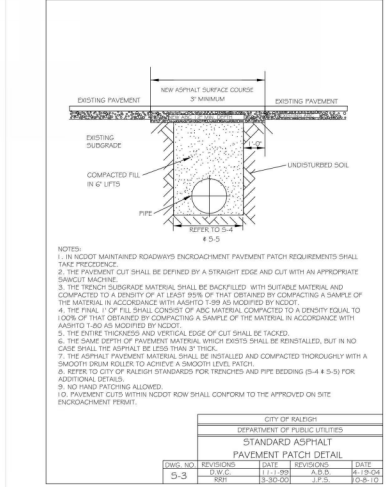 NEW ASPHALT SURFACE COURSE
3" MINIMUM
EXISTING PAVEMENT
EXISTING PAVEMENT
NEW ABC
DEPTH
EXISTING
SUBGRADE
1'-0"
UNDISTURBED SOIL
COMPACTED FILL
IN 6" LIFTS
PIPE
REFER TO S-4
# S-5
NOTES:
1. IN NCDOT MAINTAINED ROADWAYS ENCROACHMENT PAVEMENT PATCH REQUIREMENTS SHALL
TAKE PRECEDENCE.
2. THE PAVEMENT CUT SHALL BE DEFINED BY A STRAIGHT EDGE AND CUT WITH AN APPROPRIATE
SAWCUT MACHINE.
3. THE TRENCH SUBGRADE MATERIAL SHALL BE BACKFILLED WITH SUITABLE MATERIAL AND
COMPACTED TO A DENSITY OF AT LEAST 95% OF THAT OBTAINED BY COMPACTING A SAMPLE OF
THE MATERIAL IN ACCORDANCE WITH AASHTO T-99 AS MODIFIED BY NCDOT.
4. THE FINAL 1' OF FILL SHALL CONSIST OF ABC MATERIAL COMPACTED TO A DENSITY EQUAL TO
100% OF THAT OBTAINED BY COMPACTING A SAMPLE OF THE MATERIAL IN ACCORDANCE WITH
AASHTO T-80 AS MODIFIED BY NCDOT.
5. THE ENTIRE THICKNESS AND VERTICAL EDGE OF CUT SHALL BE TACKED.
6. THE SAME DEPTH OF PAVEMENT MATERIAL WHICH EXISTS SHALL BE REINSTALLED, BUT IN NO
CASE SHALL THE ASPHALT BE LESS THAN 3" THICK.
7. THE ASPHALT PAVEMENT MATERIAL SHALL BE INSTALLED AND COMPACTED THOROUGHLY WITH A
SMOOTH DRUM ROLLER TO ACHIEVE A SMOOTH LEVEL PATCH.
8. REFER TO CITY OF RALEIGH STANDARDS FOR TRENCHES AND PIPE BEDDING (S-4 # S-5) FOR
ADDITIONAL DETAILS.
9. NO HAND PATCHING ALLOWED.
10. PAVEMENT CUTS WITHIN NCDOT ROW SHALL CONFORM TO THE APPROVED ON SITE
ENCROACHMENT PERMIT.
CITY OF RALEIGH
DEPARTMENT OF PUBLIC UTILITIES
STANDARD ASPHALT
PAVEMENT PATCH DETAIL
DWG. NO. REVISIONS DATE REVISIONS DATE
S-3 D.W.C. 11-1-99 A.B.B. 4-19-04
RRH 3-30-00 J.P.S. 10-8-10